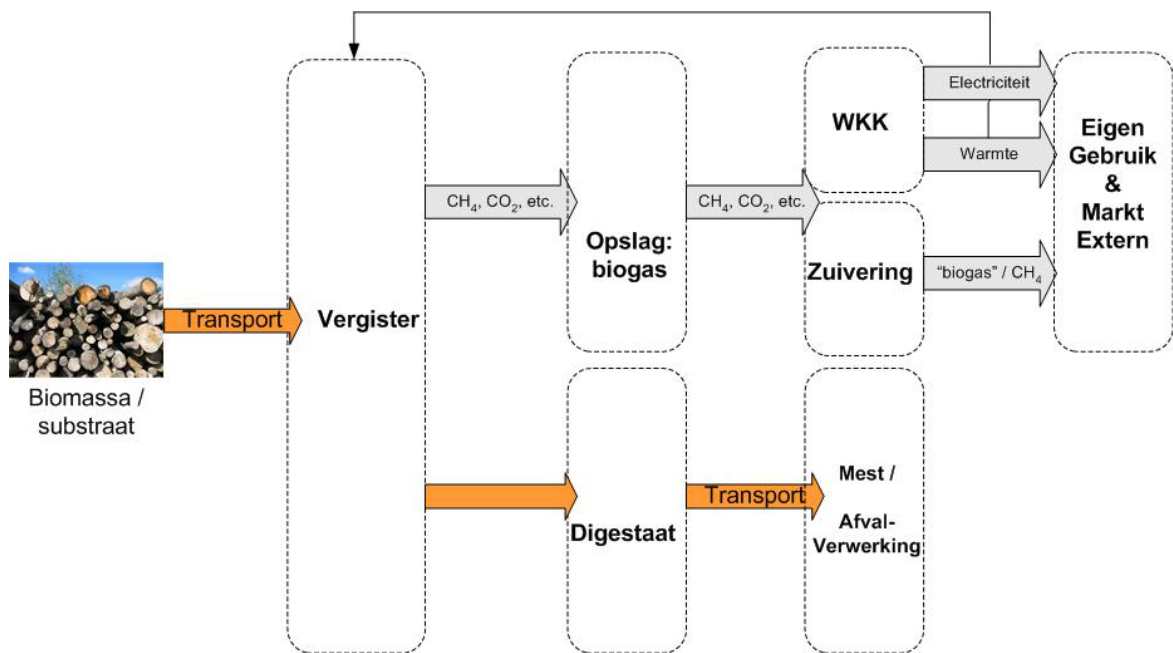 Biomassa /
substraat
Transport
Vergister
CH₄, CO₂, etc.
Opslag:
biogas
CH₄, CO₂, etc.
WKK
Zuivering
Electriciteit
Warmte
“biogas” / CH₄
Eigen
Gebruik
&
Markt
Extern
Digestaat
Transport
Mest /
Afval-
Verwerking